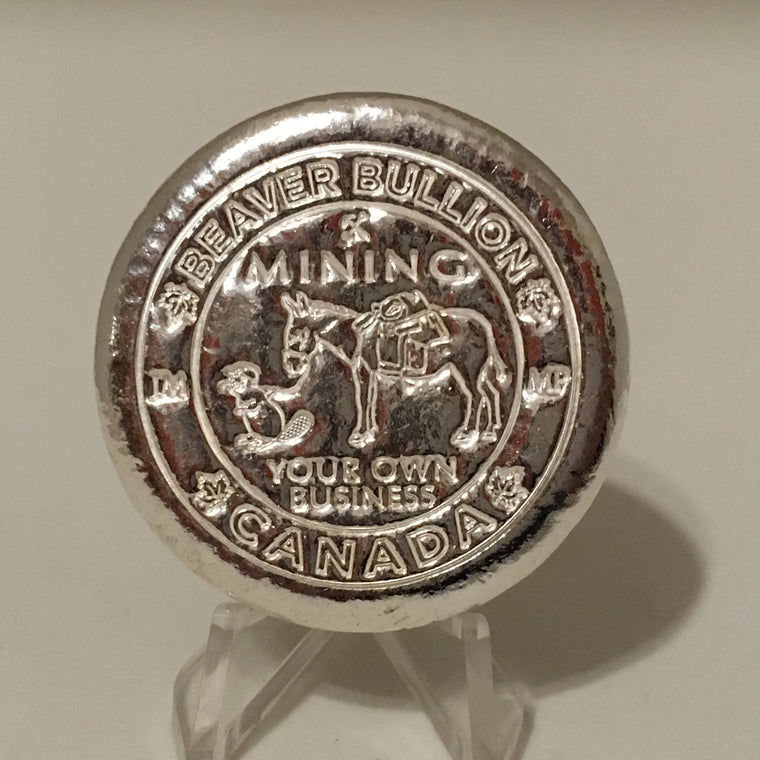 BEAVER BULLION
MINING
TM
MP
YOUR OWN
BUSINESS
CANADA